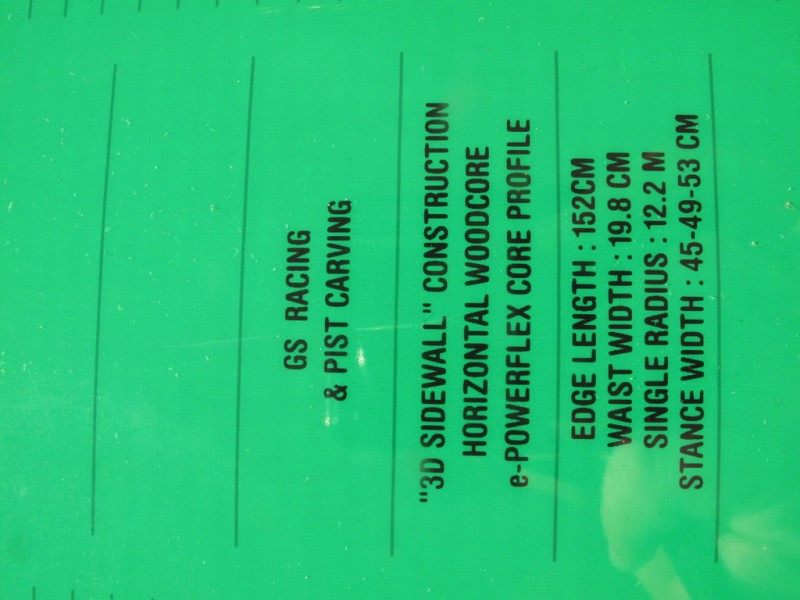 GS RACING
& PIST CARVING
"3D SIDEWALL" CONSTRUCTION
HORIZONTAL WOODCORE
e-POWERFLEX CORE PROFILE
EDGE LENGTH : 152CM
WAIST WIDTH : 19.8 CM
SINGLE RADIUS : 12.2 M
STANCE WIDTH : 45-49-53 CM